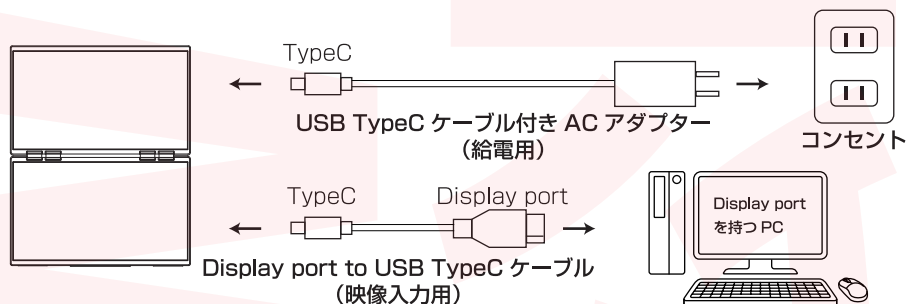 TypeC
USB TypeC ケーブル付き AC アダプター
（給電用）
コンセント
TypeC
Display port
Display port to USB TypeC ケーブル
（映像入力用）
Display port
を持つ PC